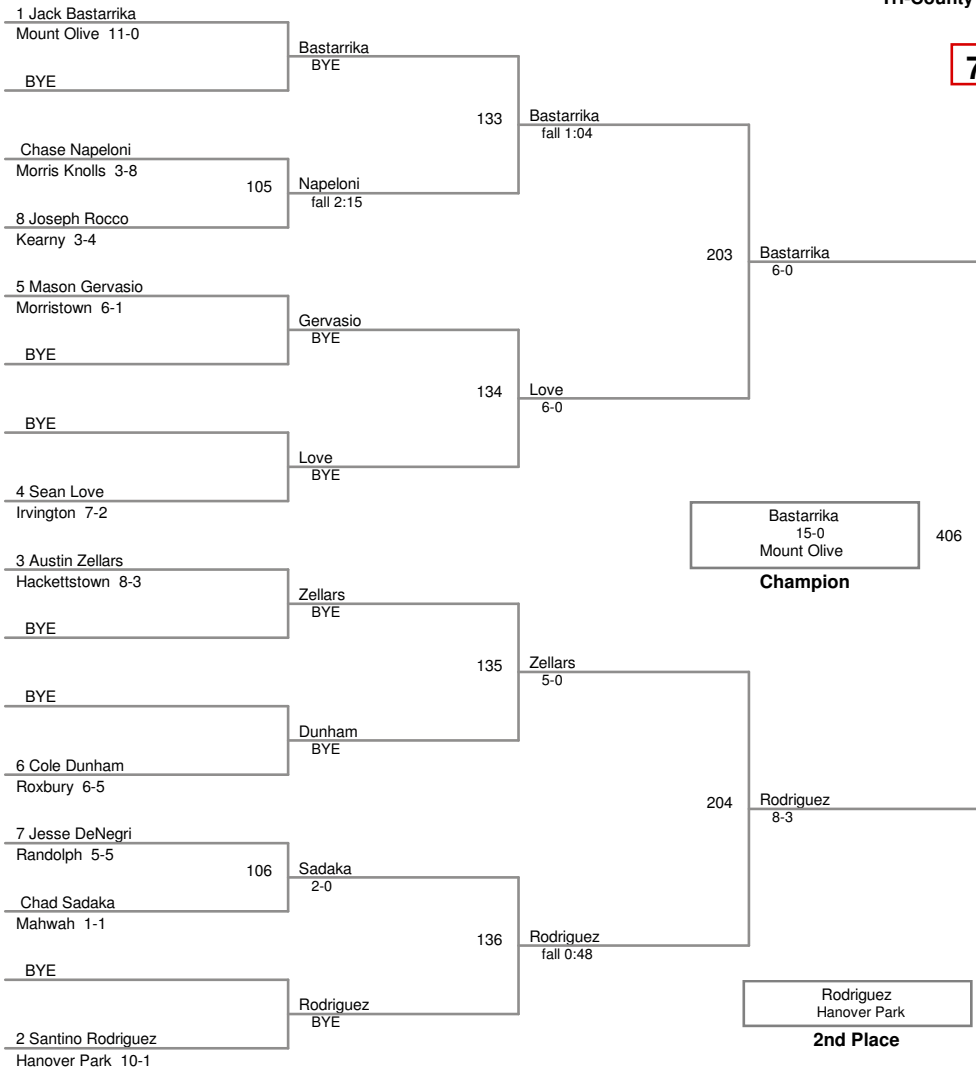 Tri-County
1 Jack Bastarrika
Mount Olive 11-0
Bastarrika
BYE
7
BYE
133
Bastarrika
fall 1:04
Chase Napeloni
Morris Knolls 3-8
105
Napeloni
fall 2:15
8 Joseph Rocco
Kearny 3-4
203
Bastarrika
6-0
5 Mason Gervasio
Morristown 6-1
Gervasio
BYE
BYE
134
Love
6-0
BYE
Love
BYE
4 Sean Love
Irvington 7-2
Bastarrika
15-0
Mount Olive
406
Champion
3 Austin Zellars
Hackettstown 8-3
Zellars
BYE
BYE
135
Zellars
5-0
BYE
Dunham
BYE
6 Cole Dunham
Roxbury 6-5
204
Rodriguez
8-3
7 Jesse DeNegri
Randolph 5-5
106
Sadaka
2-0
Chad Sadaka
Mahwah 1-1
136
Rodriguez
fall 0:48
BYE
Rodriguez
BYE
Rodriguez
Hanover Park
2nd Place
2 Santino Rodriguez
Hanover Park 10-1